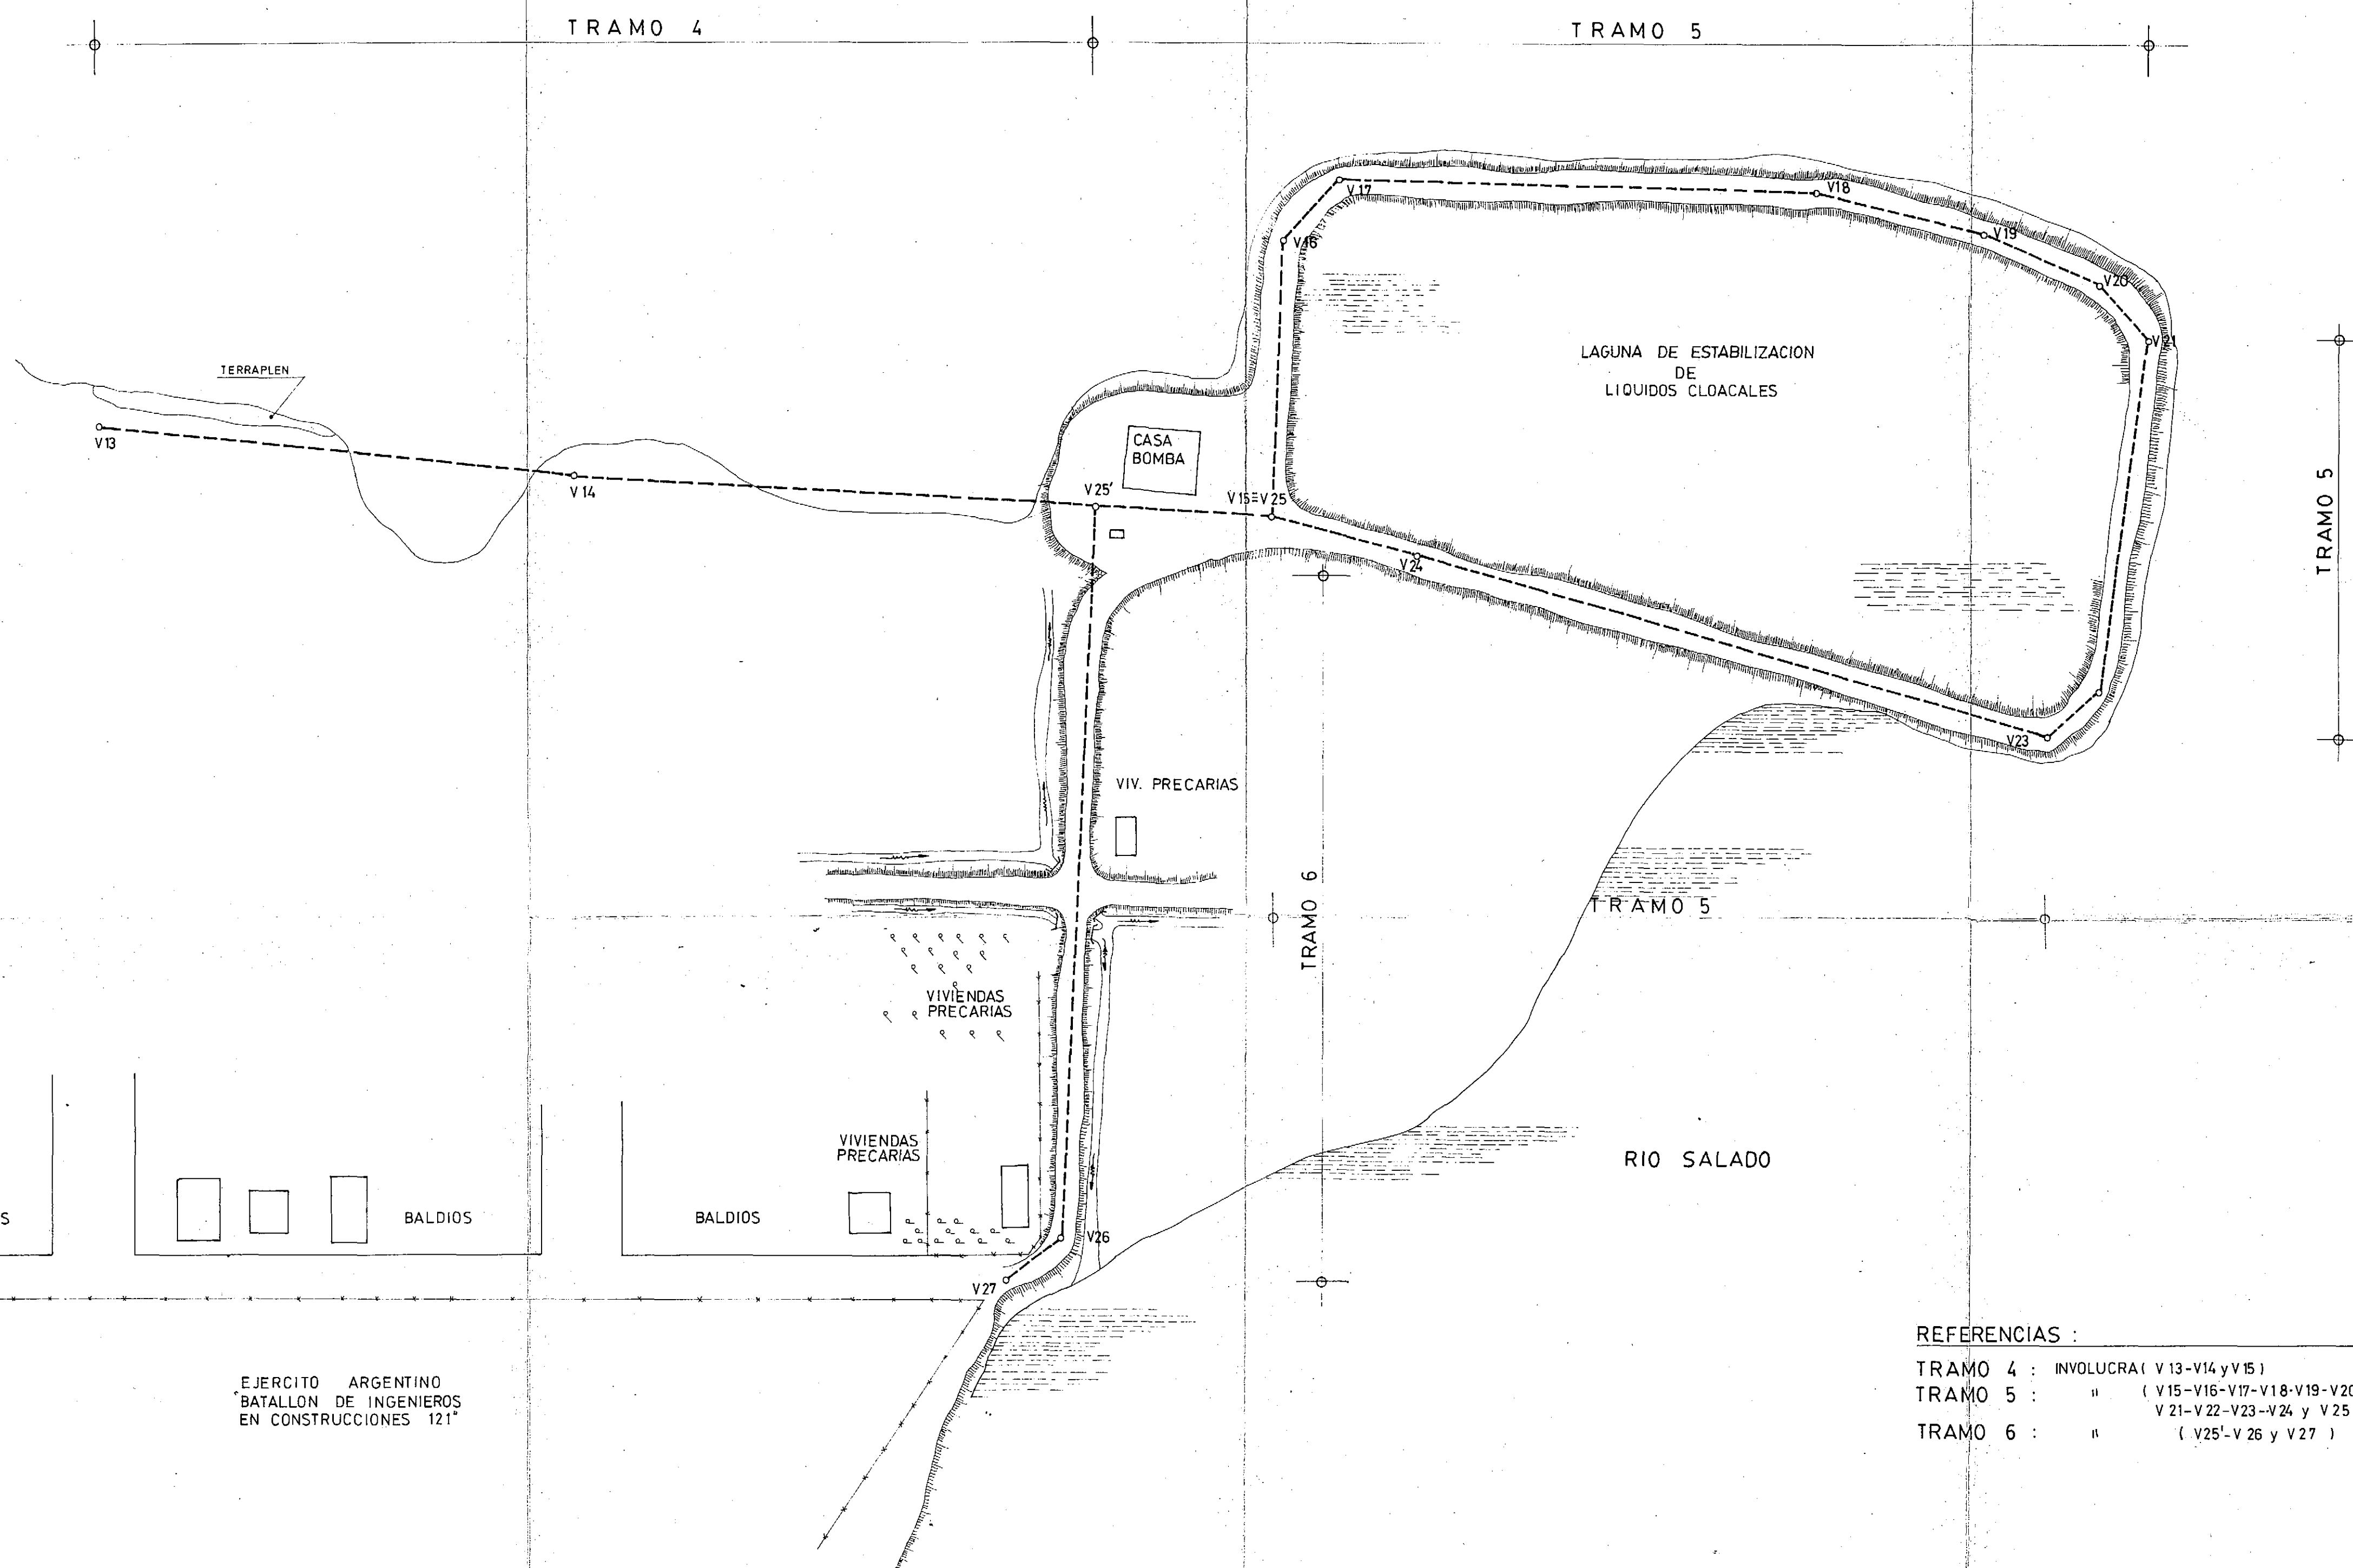 TRAMO 4
TRAMO 5
V17
V18
V16
V19
V20
V21
LAGUNA DE ESTABILIZACION
DE
LIQUIDOS CLOACALES
TERRAPLEN
V13
CASA
BOMBA
V14
V25'
V15≡V25
V24
TRAMO 5
V23
VIV. PRECARIAS
TRAMO 6
TRAMO 5
VIVIENDAS
PRECARIAS
VIVIENDAS
PRECARIAS
RIO SALADO
S
BALDIOS
BALDIOS
V26
V27
EJERCITO ARGENTINO
"BATALLON DE INGENIEROS
EN CONSTRUCCIONES 121"
REFERENCIAS :
TRAMO 4 : INVOLUCRA ( V13-V14 y V15 )
TRAMO 5 : " ( V15-V16-V17-V18-V19-V20
V21-V22-V23-V24 y V25
TRAMO 6 : " ( V25'-V26 y V27 )